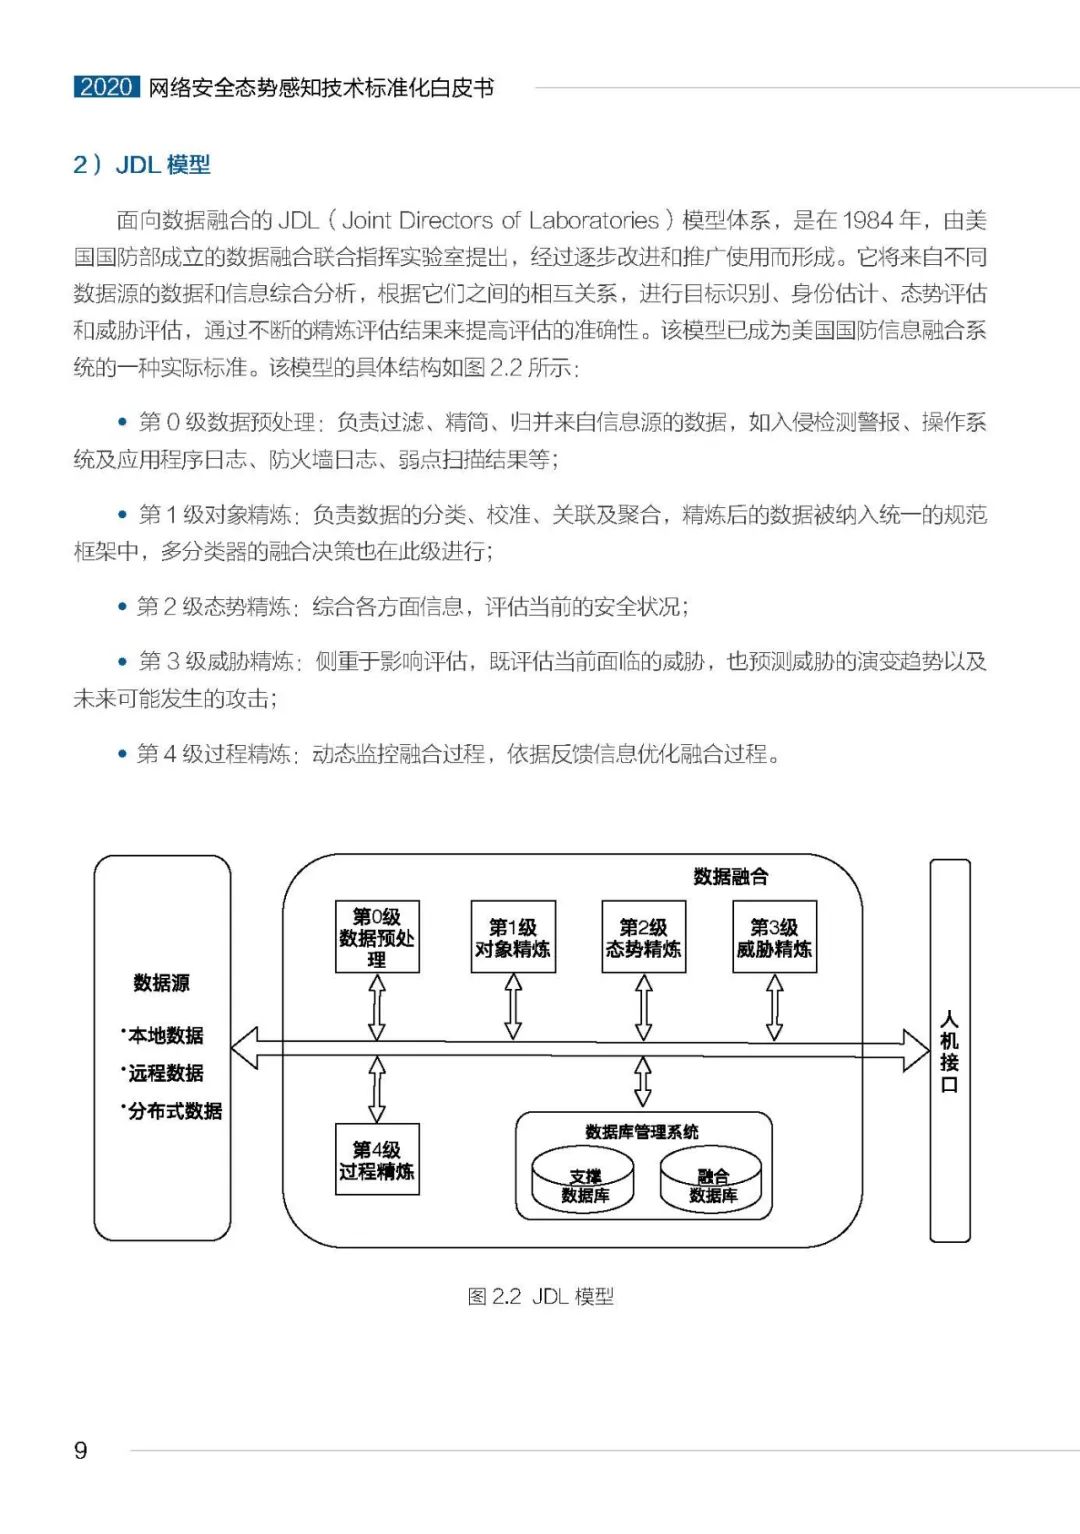 2020 网络安全态势感知技术标准化白皮书
2）JDL 模型
面向数据融合的 JDL（Joint Directors of Laboratories）模型体系，是在 1984 年，由美
国国防部成立的数据融合联合指挥实验室提出，经过逐步改进和推广使用而形成。它将来自不同
数据源的数据和信息综合分析，根据它们之间的相互关系，进行目标识别、身份估计、态势评估
和威胁评估，通过不断的精炼评估结果来提高评估的准确性。该模型已成为美国国防信息融合系
统的一种实际标准。该模型的具体结构如图 2.2 所示：
• 第 0 级数据预处理：负责过滤、精简、归并来自信息源的数据，如入侵检测警报、操作系
统及应用程序日志、防火墙日志、弱点扫描结果等；
• 第 1 级对象精炼：负责数据的分类、校准、关联及聚合，精炼后的数据被纳入统一的规范
框架中，多分类器的融合决策也在此级进行；
• 第 2 级态势精炼：综合各方面信息，评估当前的安全状况；
• 第 3 级威胁精炼：侧重于影响评估，既评估当前面临的威胁，也预测威胁的演变趋势以及
未来可能发生的攻击；
• 第 4 级过程精炼：动态监控融合过程，依据反馈信息优化融合过程。
数据融合
第0级
数据预处
理
第1级
对象精炼
第2级
态势精炼
第3级
威胁精炼
数据源
·本地数据
·远程数据
·分布式数据
人
机
接
口
第4级
过程精炼
数据库管理系统
支撑
数据库
融合
数据库
图 2.2 JDL 模型
9